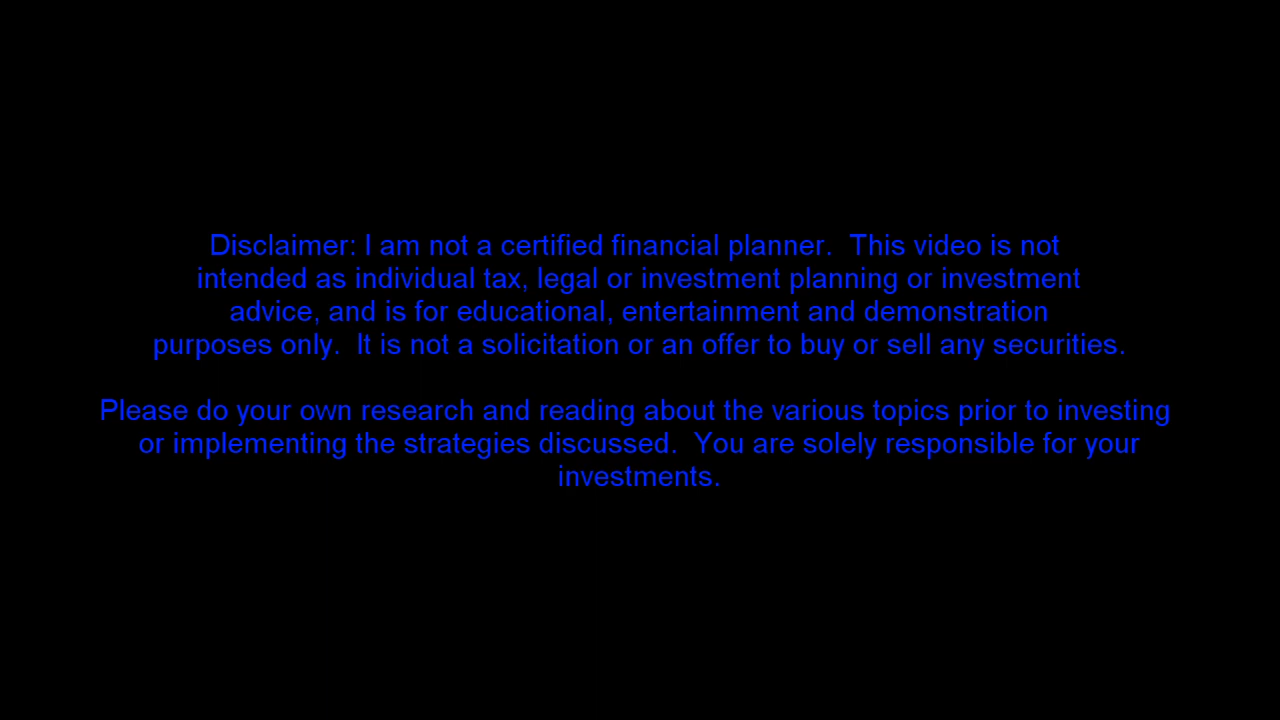 Disclaimer: I am not a certified financial planner.  This video is not
intended as individual tax, legal or investment planning or investment
advice, and is for educational, entertainment and demonstration
purposes only.  It is not a solicitation or an offer to buy or sell any securities.
Please do your own research and reading about the various topics prior to investing
or implementing the strategies discussed.  You are solely responsible for your
investments.